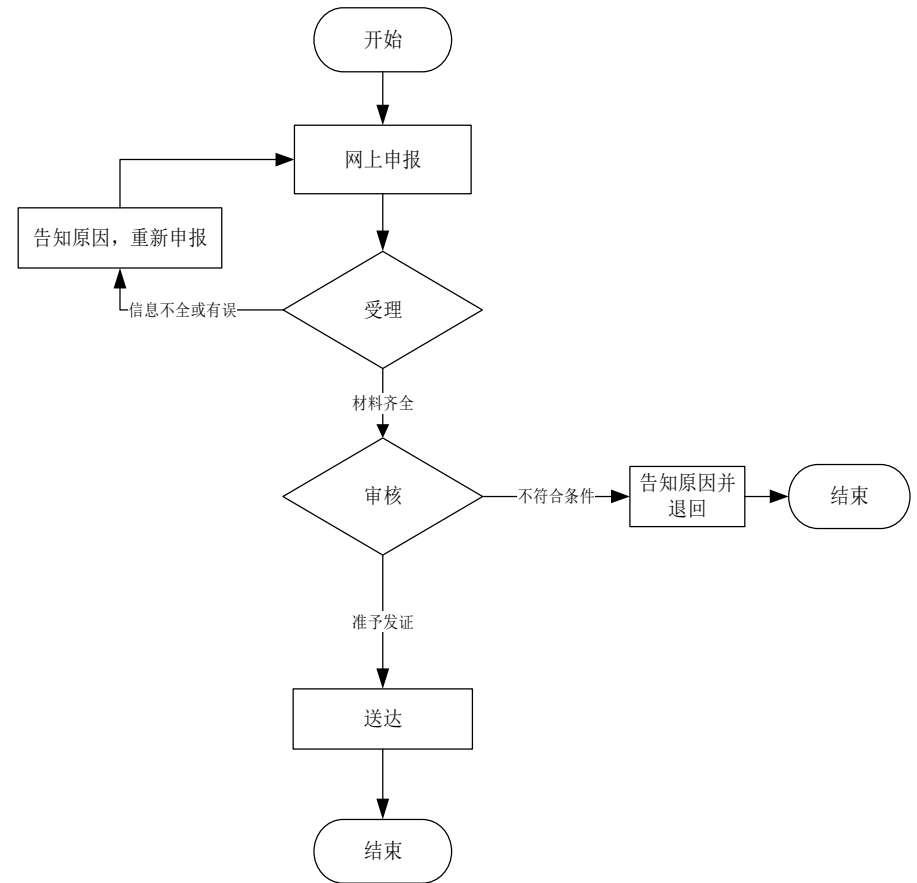 开始
网上申报
告知原因，重新申报
信息不全或有误
受理
材料齐全
审核
不符合条件
告知原因并
退回
结束
准予发证
送达
结束